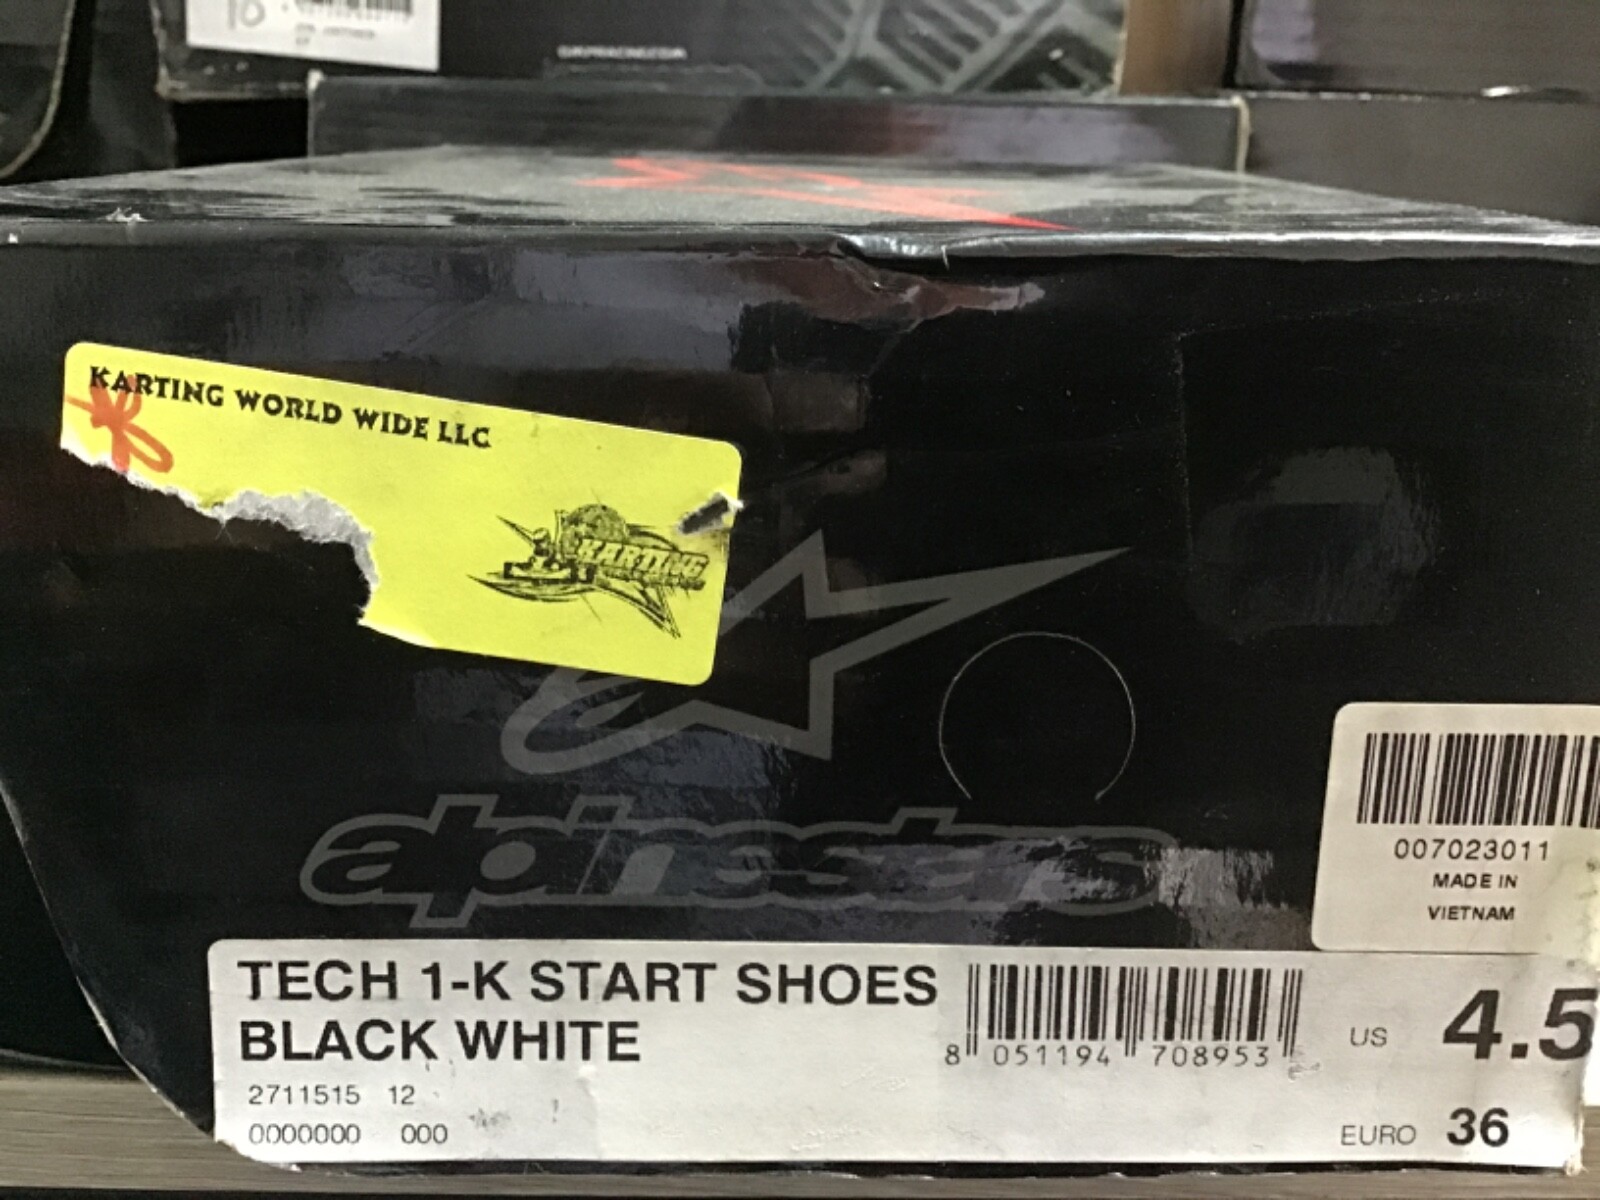 KARTING WORLD WIDE LLC
KARTING
alpinestars
007023011
MADE IN
VIETNAM
TECH 1-K START SHOES
BLACK WHITE
8 051194 708953
US 4.5
2711515 12
0000000 000
EURO 36